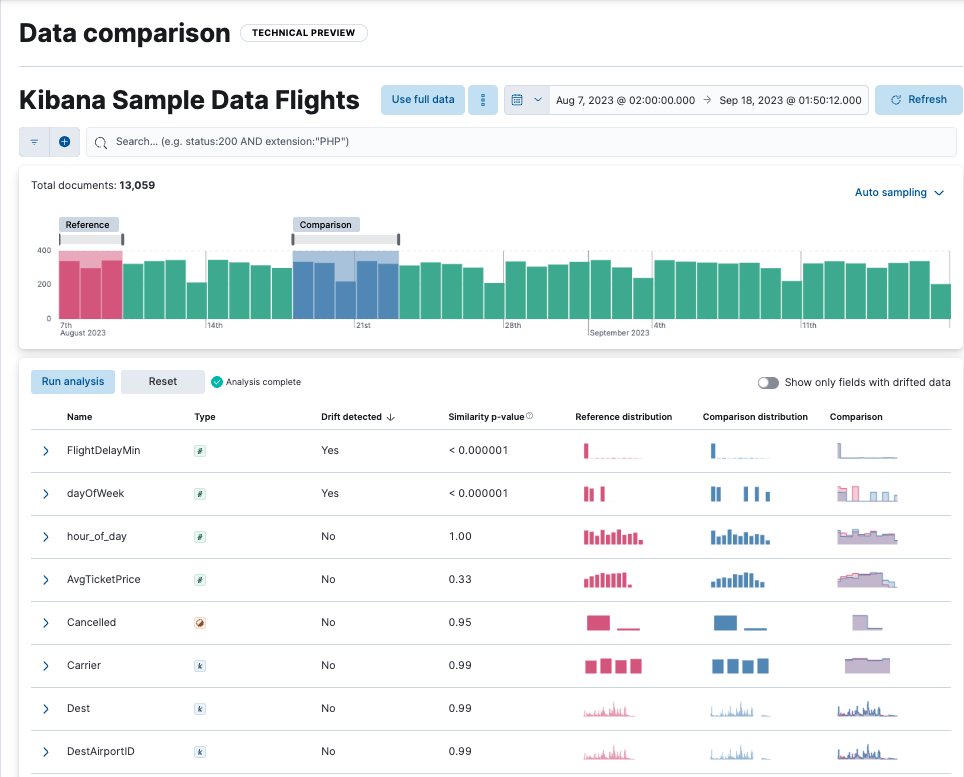 Data comparison TECHNICAL PREVIEW
Kibana Sample Data Flights Use full data Aug 7, 2023 @ 02:00:00.000 → Sep 18, 2023 @ 01:50:12.000 Refresh
Search... (e.g. status:200 AND extension:"PHP")
Total documents: 13,059
Auto sampling
Reference Comparison
400
200
0
7th 14th 21st 28th 4th 11th
August 2023 September 2023
Run analysis Reset Analysis complete Show only fields with drifted data
Name Type Drift detected ↓ Similarity p-value Reference distribution Comparison distribution Comparison
FlightDelayMin # Yes < 0.000001
dayOfWeek # Yes < 0.000001
hour_of_day # No 1.00
AvgTicketPrice # No 0.33
Cancelled No 0.95
Carrier k No 0.99
Dest k No 0.99
DestAirportID k No 0.99